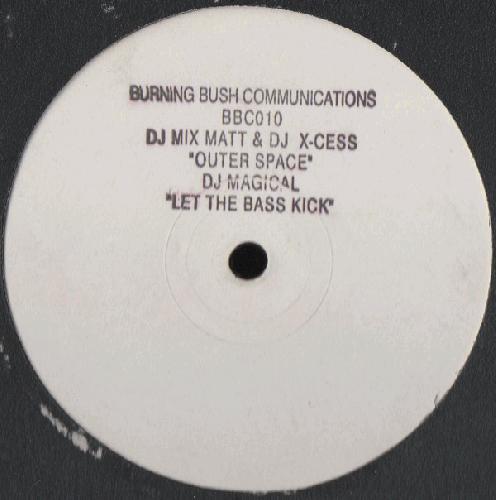 BURNING BUSH COMMUNICATIONS
BBC010
DJ MIX MATT & DJ X-CESS
"OUTER SPACE"
DJ MAGICAL
"LET THE BASS KICK"